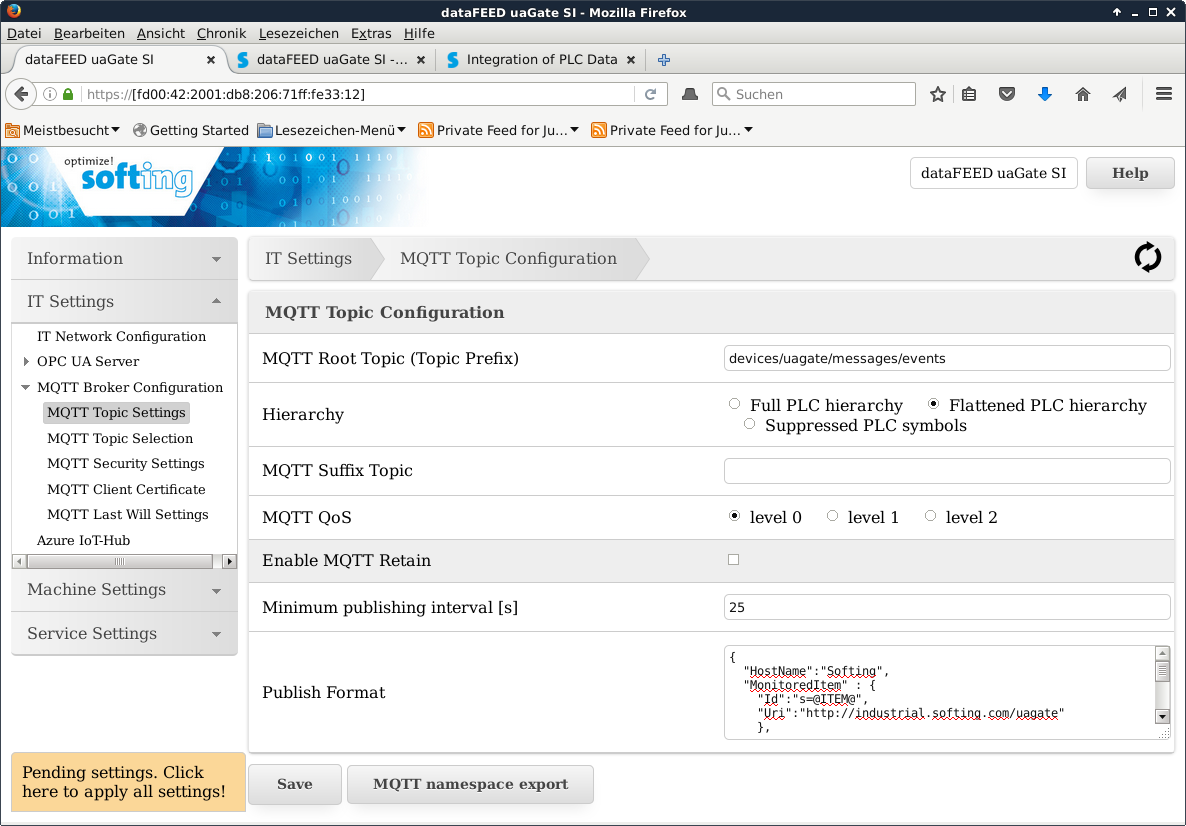 dataFEED uaGate SI - Mozilla Firefox
Datei Bearbeiten Ansicht Chronik Lesezeichen Extras Hilfe
dataFEED uaGate SI dataFEED uaGate SI -... Integration of PLC Data
https://[fd00:42:2001:db8:206:71ff:fe33:12] Suchen
Meistbesucht Getting Started Lesezeichen-Menü Private Feed for Ju... Private Feed for Ju...
optimize!
softing
dataFEED uaGate SI Help
Information
IT Settings
IT Network Configuration
OPC UA Server
MQTT Broker Configuration
MQTT Topic Settings
MQTT Topic Selection
MQTT Security Settings
MQTT Client Certificate
MQTT Last Will Settings
Azure IoT-Hub
Machine Settings
Service Settings
Pending settings. Click
here to apply all settings!
IT Settings MQTT Topic Configuration
MQTT Topic Configuration
MQTT Root Topic (Topic Prefix) devices/uagate/messages/events
Hierarchy Full PLC hierarchy Flattened PLC hierarchy
Suppressed PLC symbols
MQTT Suffix Topic
MQTT QoS level 0 level 1 level 2
Enable MQTT Retain
Minimum publishing interval [s] 25
Publish Format
{
"HostName":"Softing",
"MonitoredItem" : {
"Id":"s=@ITEM@",
"Uri":"http://industrial.softing.com/uagate"
},
Save MQTT namespace export